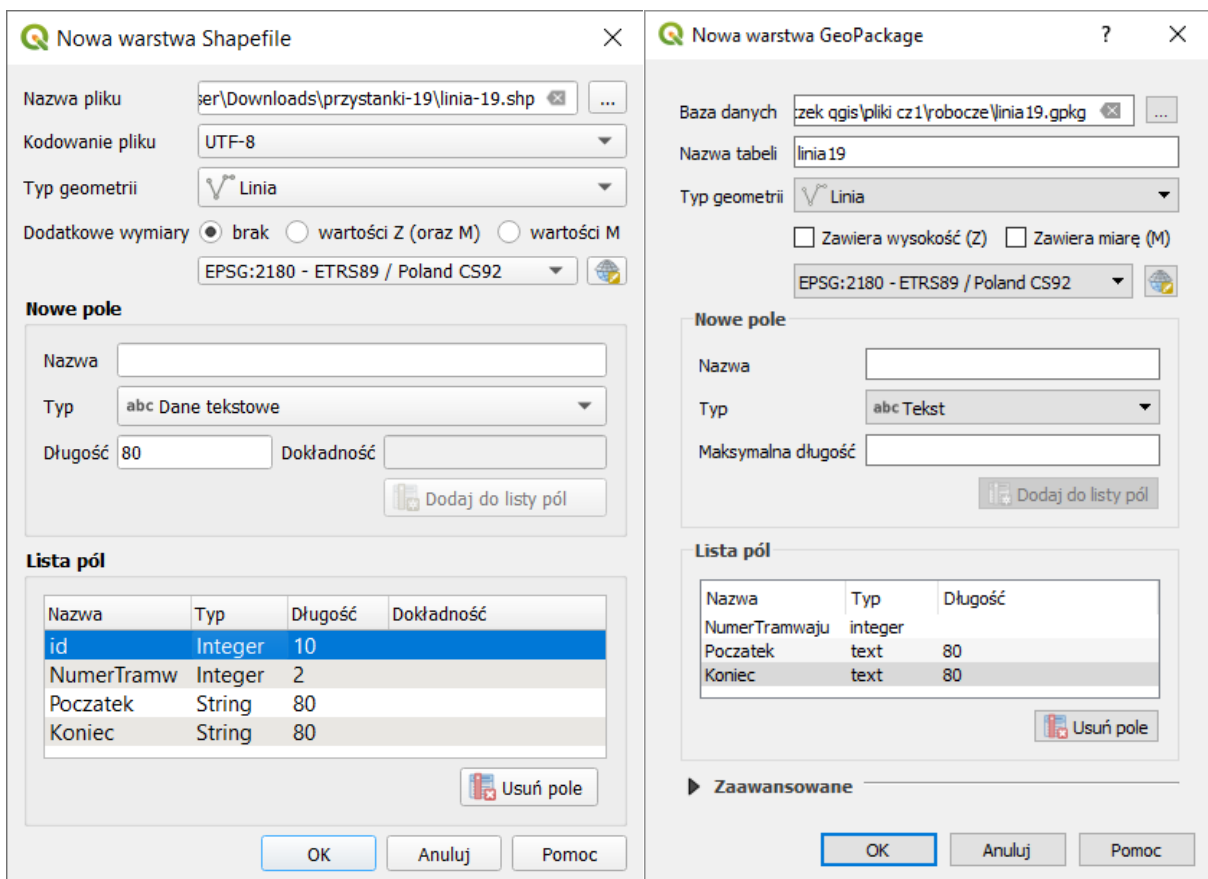 Nowa warstwa Shapefile
Nazwa pliku ser\Downloads\przystanki-19\linia-19.shp ...
Kodowanie pliku UTF-8
Typ geometrii Linia
Dodatkowe wymiary brak wartości Z (oraz M) wartości M
EPSG:2180 - ETRS89 / Poland CS92
Nowe pole
Nazwa
Typ abc Dane tekstowe
Długość 80 Dokładność
Dodaj do listy pól
Lista pól
Nazwa Typ Długość Dokładność
id Integer 10
NumerTramw Integer 2
Poczatek String 80
Koniec String 80
Usuń pole
OK Anuluj Pomoc
Nowa warstwa GeoPackage ?
Baza danych zek qgis\pliki cz1\robocze\linia19.gpkg ...
Nazwa tabeli linia19
Typ geometrii Linia
Zawiera wysokość (Z) Zawiera miarę (M)
EPSG:2180 - ETRS89 / Poland CS92
Nowe pole
Nazwa
Typ abc Tekst
Maksymalna długość
Dodaj do listy pól
Lista pól
Nazwa Typ Długość
NumerTramwaju integer
Poczatek text 80
Koniec text 80
Usuń pole
Zaawansowane
OK Anuluj Pomoc